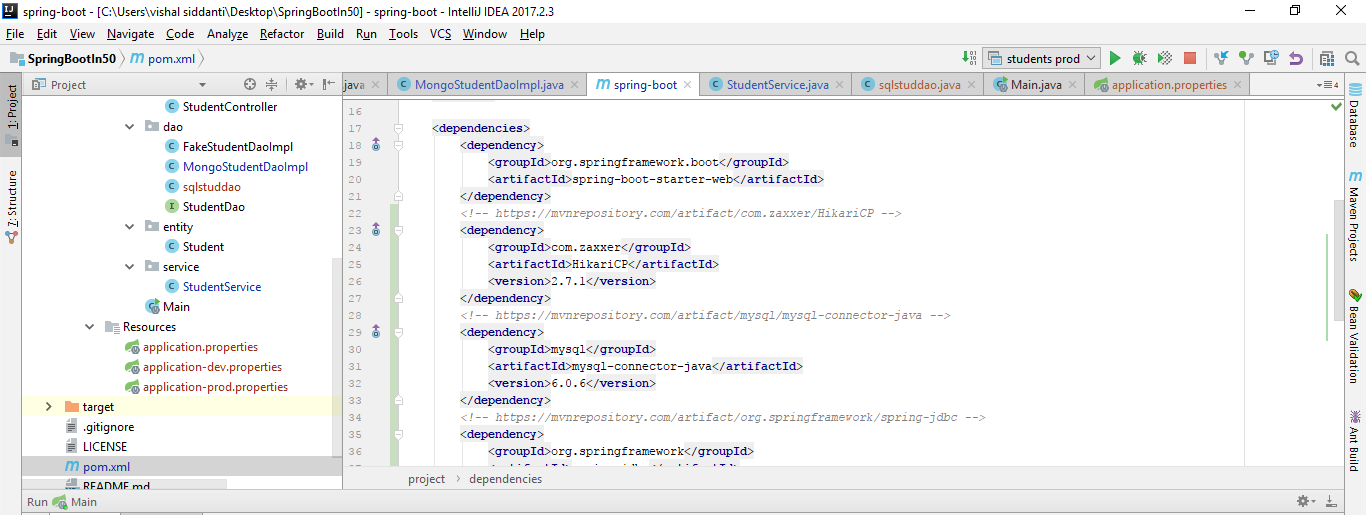 spring-boot - [C:\Users\vishal siddanti\Desktop\SpringBootIn50] - spring-boot - IntelliJ IDEA 2017.2.3
File Edit View Navigate Code Analyze Refactor Build Run Tools VCS Window Help
SpringBootIn50 pom.xml students prod
Project
java MongoStudentDaoImpl.java spring-boot StudentService.java sqlstuddao.java Main.java application.properties 4
1: Project
7: Structure
StudentController
dao
FakeStudentDaoImpl
MongoStudentDaoImpl
sqlstuddao
StudentDao
entity
Student
service
StudentService
Main
Resources
application.properties
application-dev.properties
application-prod.properties
target
.gitignore
LICENSE
pom.xml
README.md
16
17 <dependencies>
18 <dependency>
19 <groupId>org.springframework.boot</groupId>
20 <artifactId>spring-boot-starter-web</artifactId>
21 </dependency>
22 <!-- https://mvnrepository.com/artifact/com.zaxxer/HikariCP -->
23 <dependency>
24 <groupId>com.zaxxer</groupId>
25 <artifactId>HikariCP</artifactId>
26 <version>2.7.1</version>
27 </dependency>
28 <!-- https://mvnrepository.com/artifact/mysql/mysql-connector-java -->
29 <dependency>
30 <groupId>mysql</groupId>
31 <artifactId>mysql-connector-java</artifactId>
32 <version>6.0.6</version>
33 </dependency>
34 <!-- https://mvnrepository.com/artifact/org.springframework/spring-jdbc -->
35 <dependency>
36 <groupId>org.springframework</groupId>
project dependencies
Database
Maven Projects
Bean Validation
Ant Build
Run Main